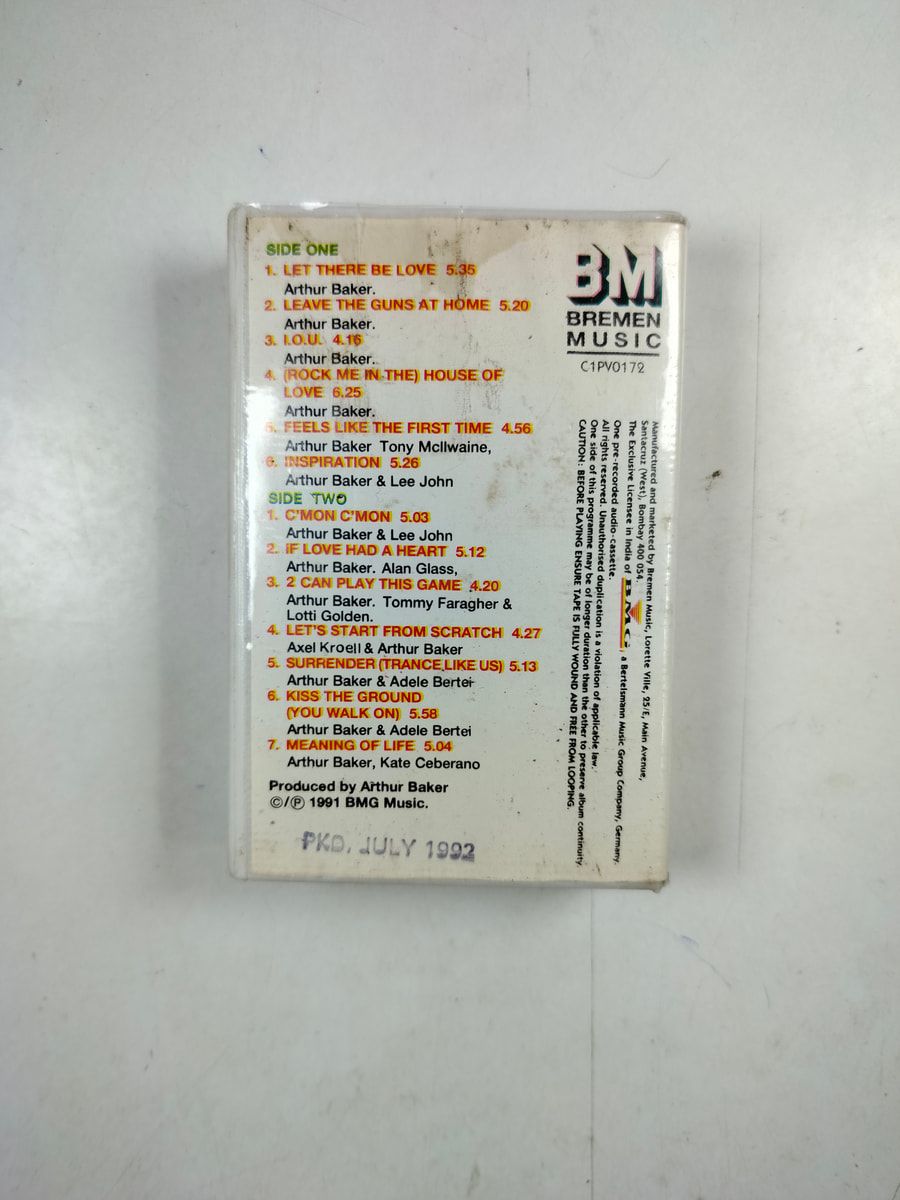 SIDE ONE
1. LET THERE BE LOVE 5.35
Arthur Baker.
2. LEAVE THE GUNS AT HOME 5.20
Arthur Baker.
3. I.O.U. 4.16
Arthur Baker.
4. (ROCK ME IN THE) HOUSE OF
LOVE 6.25
Arthur Baker.
5. FEELS LIKE THE FIRST TIME 4.56
Arthur Baker Tony McIlwaine,
6. INSPIRATION 5.26
Arthur Baker & Lee John
SIDE TWO
1. C'MON C'MON 5.03
Arthur Baker & Lee John
2. IF LOVE HAD A HEART 5.12
Arthur Baker. Alan Glass,
3. 2 CAN PLAY THIS GAME 4.20
Arthur Baker. Tommy Faragher &
Lotti Golden.
4. LET'S START FROM SCRATCH 4.27
Axel Kroell & Arthur Baker
5. SURRENDER (TRANCE LIKE US) 5.13
Arthur Baker & Adele Bertei
6. KISS THE GROUND
(YOU WALK ON) 5.58
Arthur Baker & Adele Bertei
7. MEANING OF LIFE 5.04
Arthur Baker, Kate Ceberano
Produced by Arthur Baker
©/℗ 1991 BMG Music.
PKD. JULY 1992
BM
BREMEN
MUSIC
C1PV0172
Manufactured and marketed by Bremen Music, Lorette Ville, 25/E, Main Avenue,
Santacruz (West), Bombay 400 054.
The Exclusive Licensee in India of BMG, a Bertelsmann Music Group Company, Germany.
One pre-recorded audio-cassette.
All rights reserved. Unauthorised duplication is a violation of applicable law.
One side of this programme may be of longer duration than the other to preserve album continuity.
CAUTION: BEFORE PLAYING ENSURE TAPE IS FULLY WOUND AND FREE FROM LOOPING.